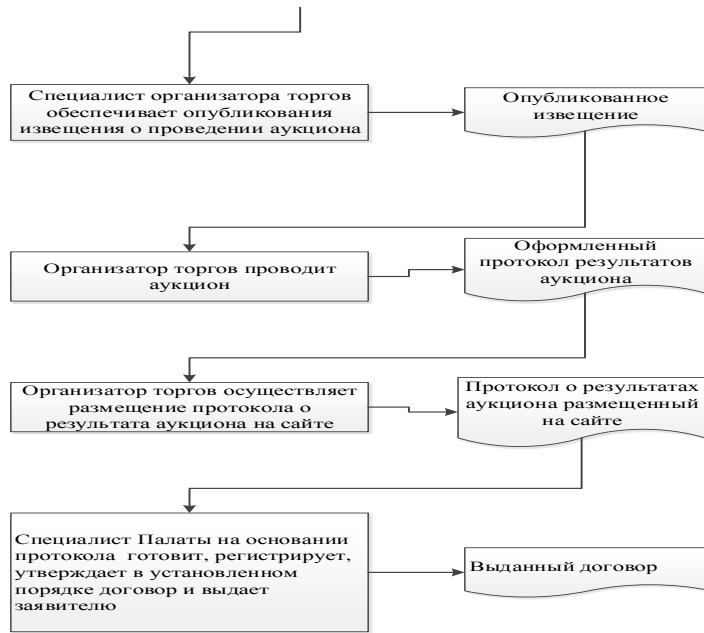 Специалист организатора торгов
обеспечивает опубликования
извещения о проведении аукциона
Опубликованное
извещение
Организатор торгов проводит
аукцион
Оформленный
протокол результатов
аукциона
Организатор торгов осуществляет
размещение протокола о
результата аукциона на сайте
Протокол о результатах
аукциона размещенный
на сайте
Специалист Палаты на основании
протокола готовит, регистрирует,
утверждает в установленном
порядке договор и выдает
заявителю
Выданный договор